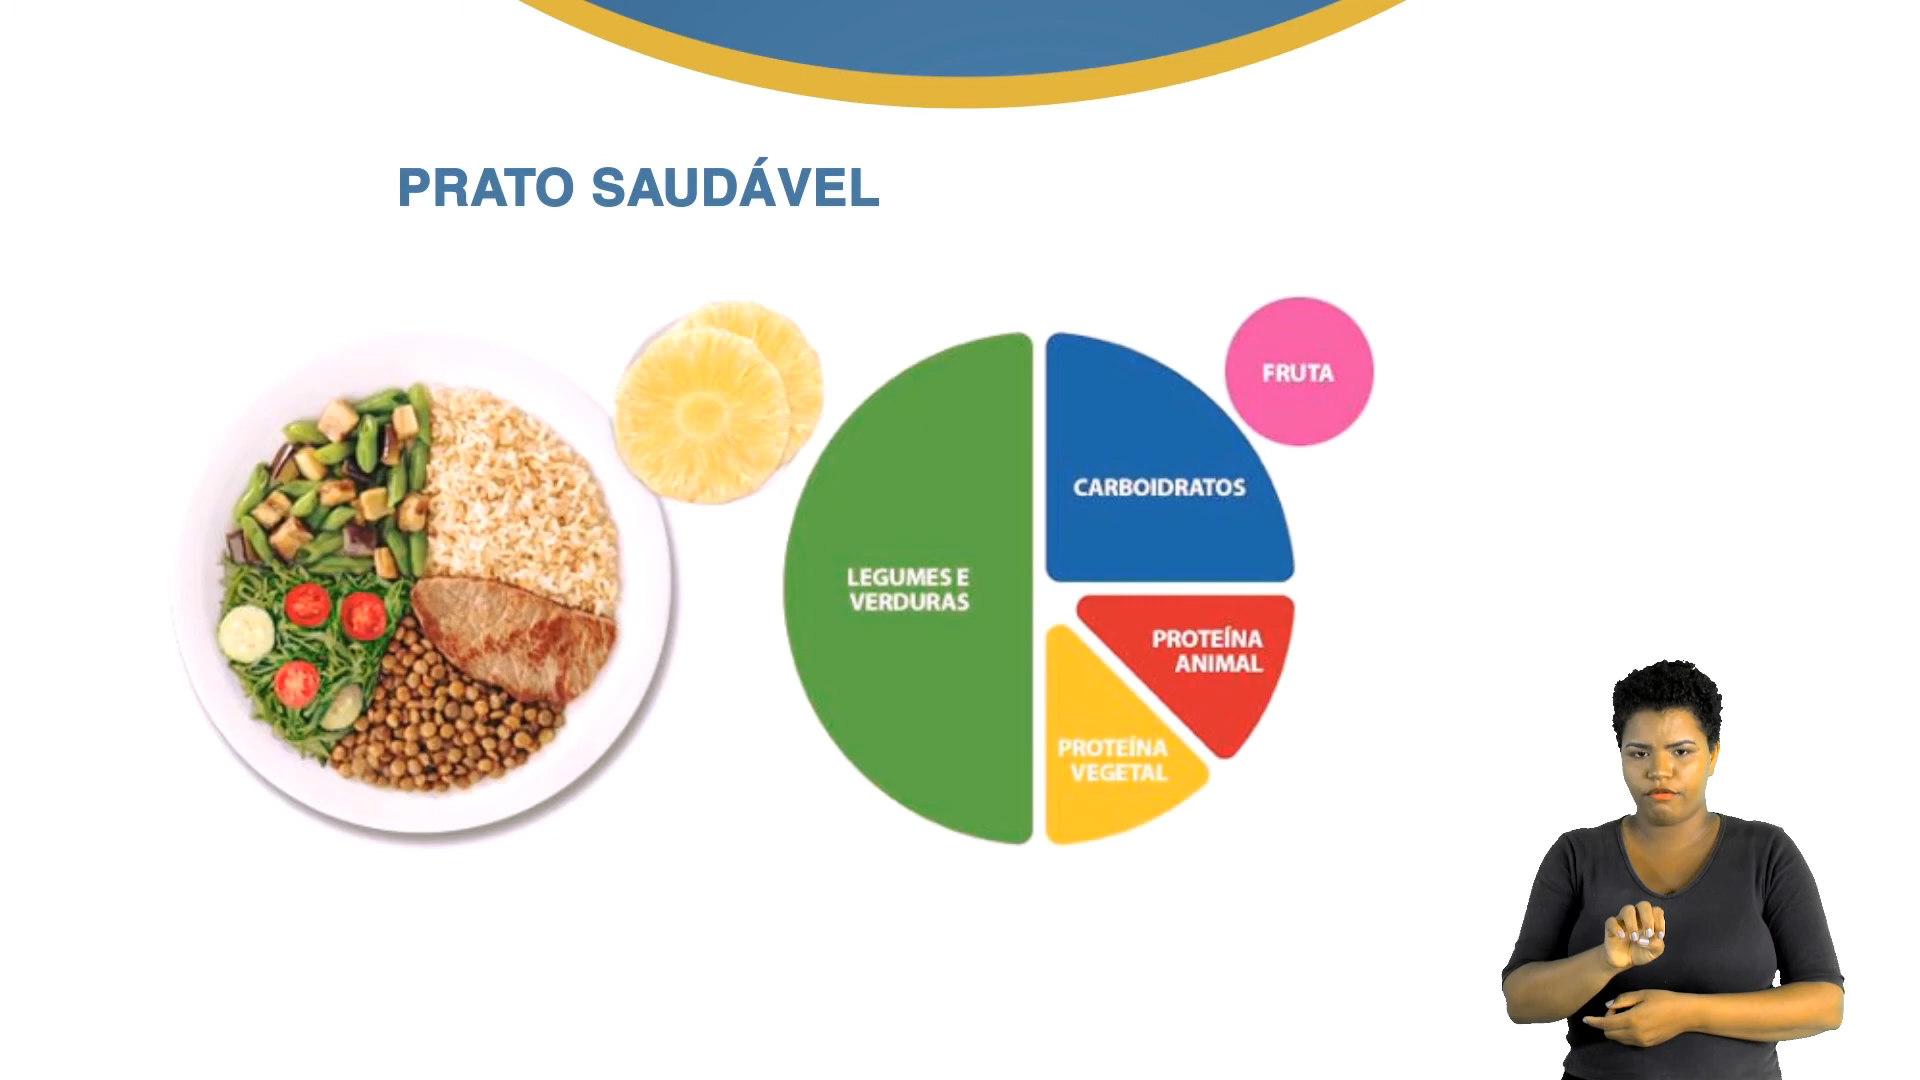 PRATO SAUDÁVEL
FRUTA
CARBOIDRATOS
LEGUMES E
VERDURAS
PROTEÍNA
ANIMAL
PROTEÍNA
VEGETAL